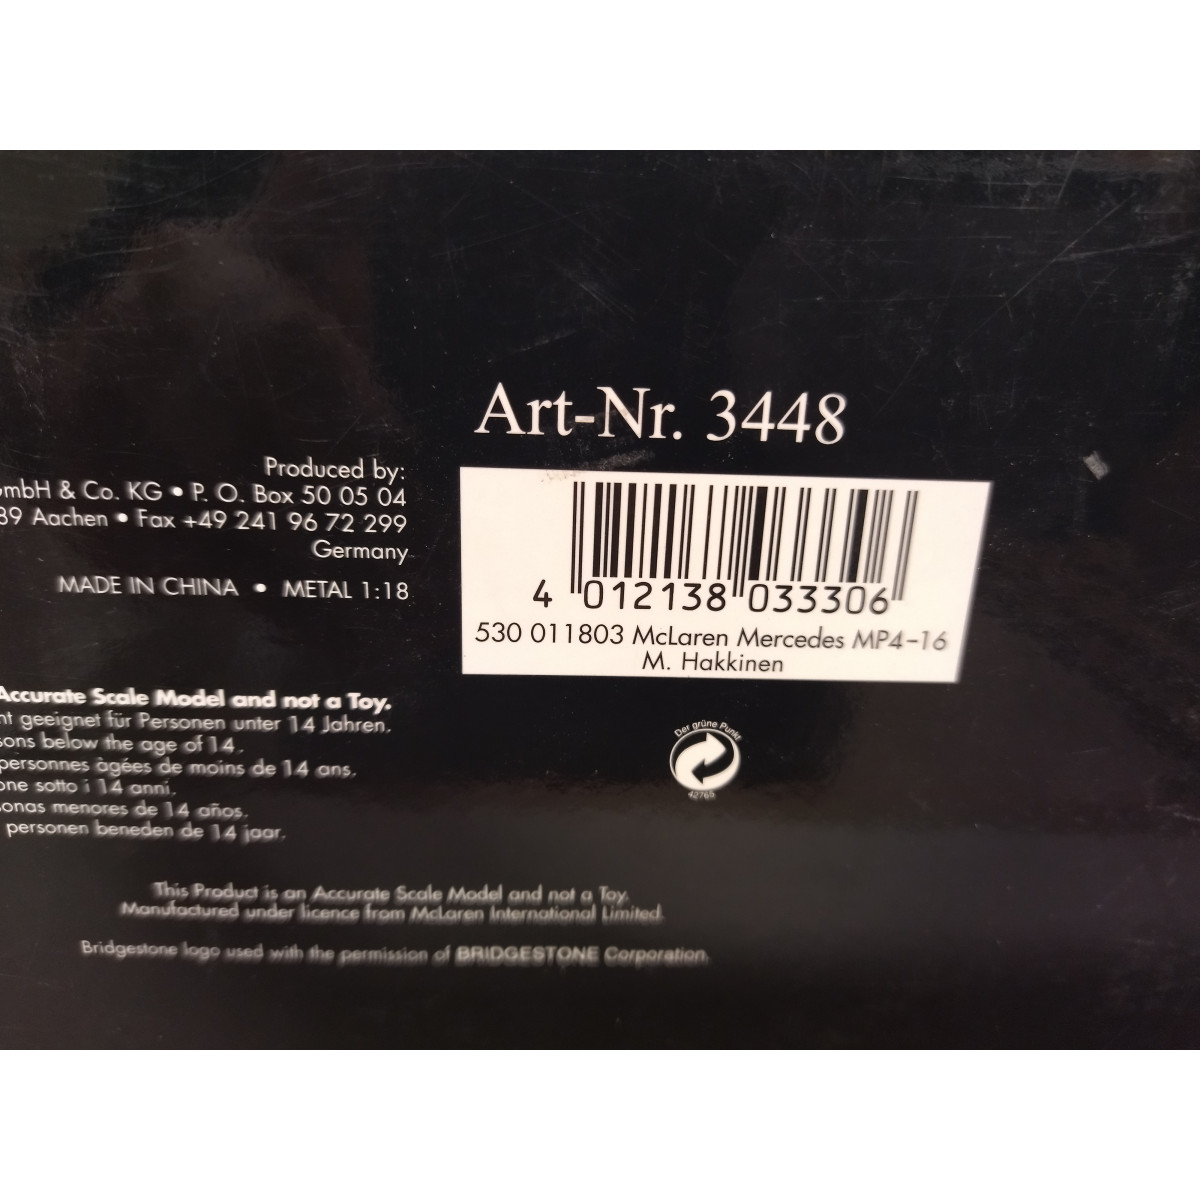 Art-Nr. 3448
Produced by:
mbH & Co. KG • P. O. Box 50 05 04
39 Aachen • Fax +49 241 96 72 299
Germany
MADE IN CHINA • METAL 1:18
4 012138 033306
530 011803 McLaren Mercedes MP4-16
M. Hakkinen
Accurate Scale Model and not a Toy.
nt geeignet für Personen unter 14 Jahren.
sons below the age of 14.
personnes àgées de moins de 14 ans.
one sotto i 14 anni.
sonas menores de 14 años.
personen beneden de 14 jaar.
Der grüne Punkt
42765
This Product is an Accurate Scale Model and not a Toy.
Manufactured under licence from McLaren International Limited.
Bridgestone logo used with the permission of BRIDGESTONE Corporation.